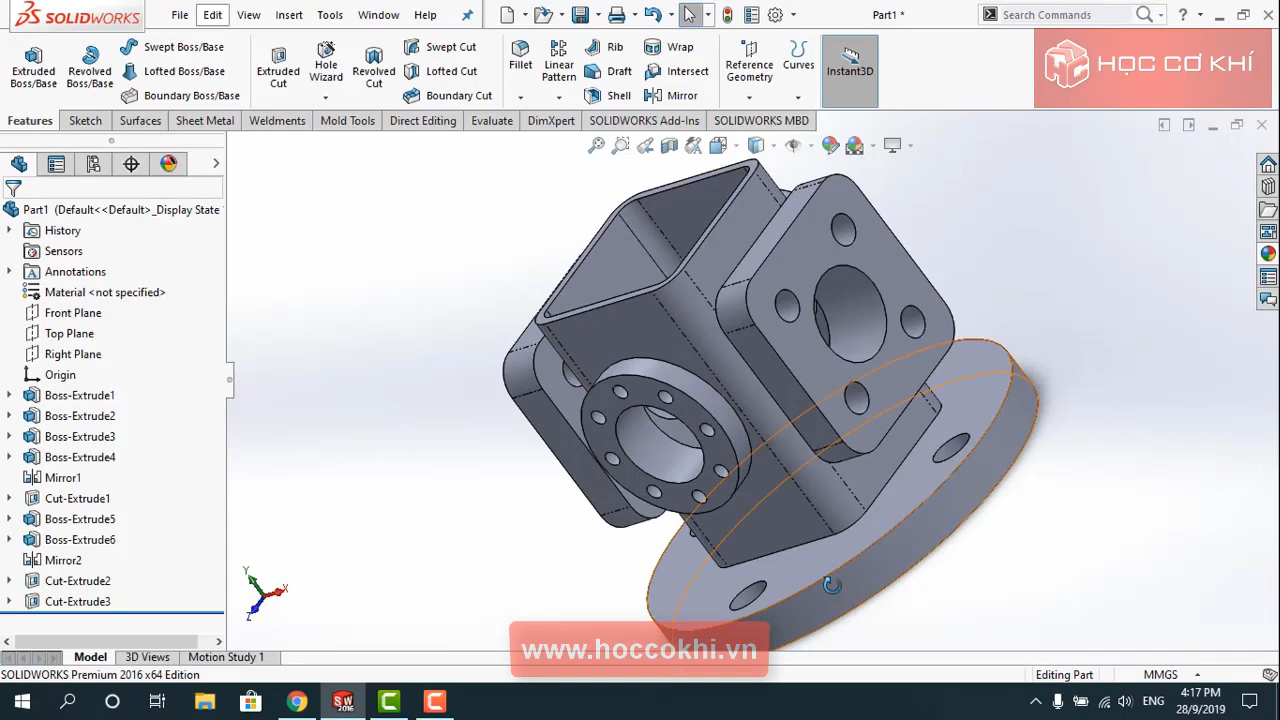 SOLIDWORKS
File
Edit
View
Insert
Tools
Window
Help
Part1 *
Search Commands
?
Extruded Boss/Base
Revolved Boss/Base
Swept Boss/Base
Lofted Boss/Base
Boundary Boss/Base
Extruded Cut
Hole Wizard
Revolved Cut
Swept Cut
Lofted Cut
Boundary Cut
Fillet
Linear Pattern
Rib
Draft
Shell
Wrap
Intersect
Mirror
Reference Geometry
Curves
Instant3D
HỌC CƠ KHÍ
Features
Sketch
Surfaces
Sheet Metal
Weldments
Mold Tools
Direct Editing
Evaluate
DimXpert
SOLIDWORKS Add-Ins
SOLIDWORKS MBD
Part1 (Default<<Default>_Display State
History
Sensors
Annotations
Material <not specified>
Front Plane
Top Plane
Right Plane
Origin
Boss-Extrude1
Boss-Extrude2
Boss-Extrude3
Boss-Extrude4
Mirror1
Cut-Extrude1
Boss-Extrude5
Boss-Extrude6
Mirror2
Cut-Extrude2
Cut-Extrude3
Y
X
Z
www.hoccokhi.vn
Model
3D Views
Motion Study 1
SOLIDWORKS Premium 2016 x64 Edition
Editing Part
MMGS
SW
2016
ENG
4:17 PM
28/9/2019